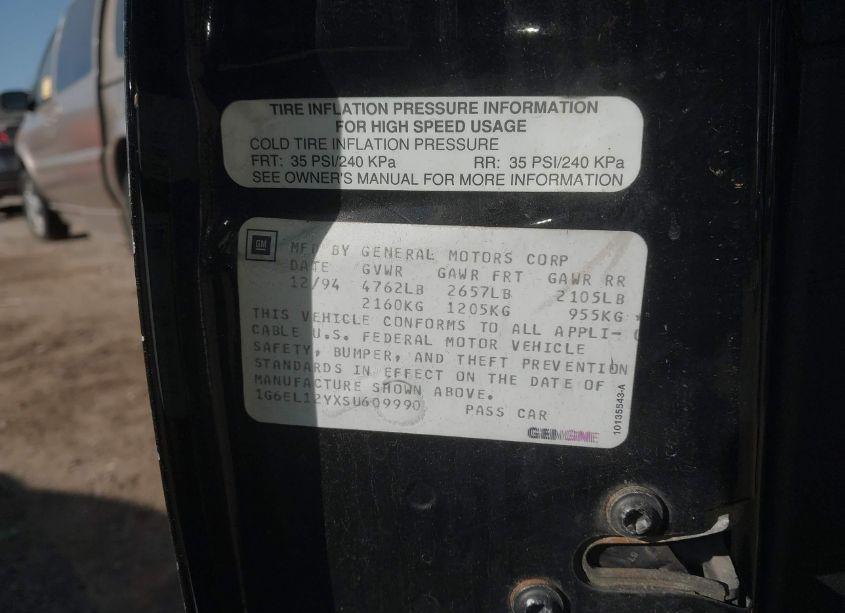 TIRE INFLATION PRESSURE INFORMATION
FOR HIGH SPEED USAGE
COLD TIRE INFLATION PRESSURE
FRT: 35 PSI/240 KPa RR: 35 PSI/240 KPa
SEE OWNER'S MANUAL FOR MORE INFORMATION
GM MFD BY GENERAL MOTORS CORP
DATE GVWR GAWR FRT GAWR RR
12/94 4762LB 2657LB 2105LB
2160KG 1205KG 955KG
THIS VEHICLE CONFORMS TO ALL APPLI-
CABLE U.S. FEDERAL MOTOR VEHICLE
SAFETY, BUMPER, AND THEFT PREVENTION
STANDARDS IN EFFECT ON THE DATE OF
MANUFACTURE SHOWN ABOVE.
1G6EL12YXSU609990 PASS CAR
10135543-A